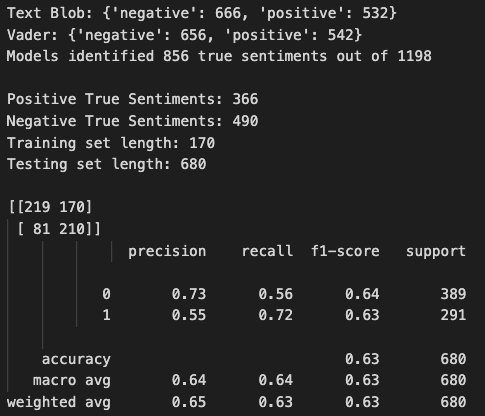 Text Blob: {'negative': 666, 'positive': 532}
Vader: {'negative': 656, 'positive': 542}
Models identified 856 true sentiments out of 1198
Positive True Sentiments: 366
Negative True Sentiments: 490
Training set length: 170
Testing set length: 680
[[219 170]
[ 81 210]]
precision recall f1-score support
0 0.73 0.56 0.64 389
1 0.55 0.72 0.63 291
accuracy 0.63 680
macro avg 0.64 0.64 0.63 680
weighted avg 0.65 0.63 0.63 680